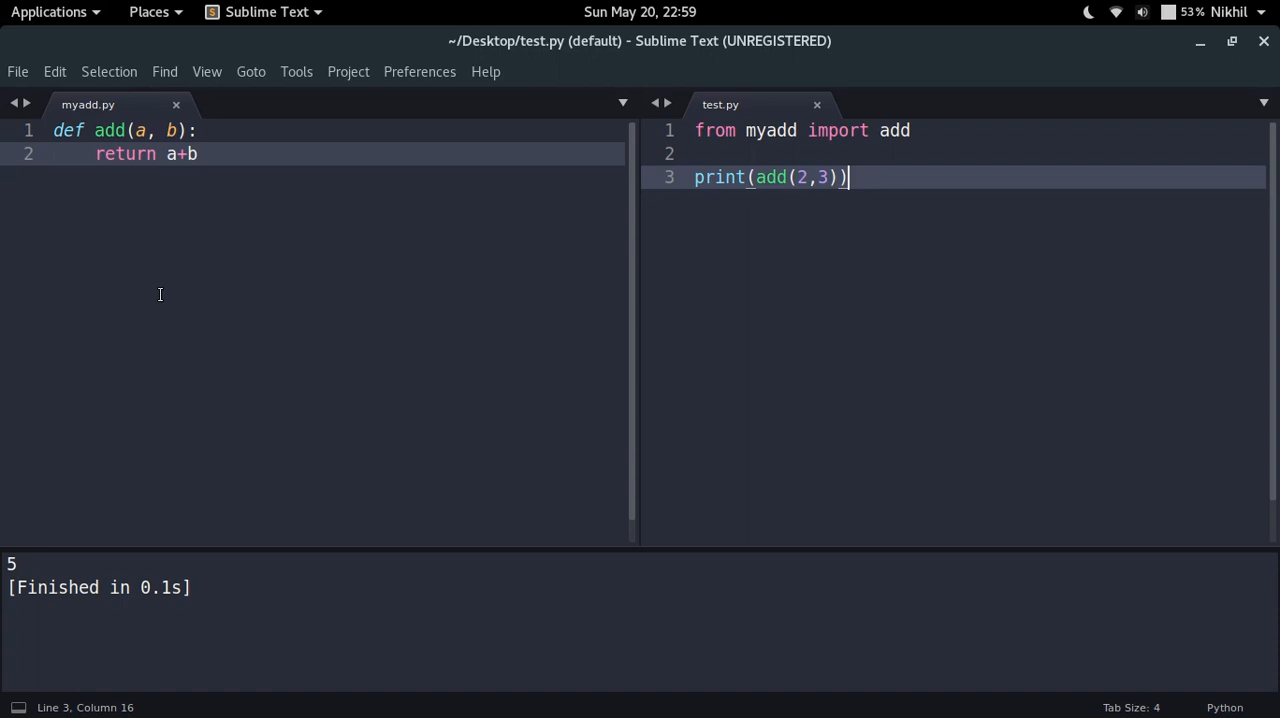 Applications Places Sublime Text Sun May 20, 22:59 53% Nikhil
~/Desktop/test.py (default) - Sublime Text (UNREGISTERED)
File Edit Selection Find View Goto Tools Project Preferences Help
myadd.py
1 def add(a, b):
2     return a+b
test.py
1 from myadd import add
2
3 print(add(2,3))
5
[Finished in 0.1s]
Line 3, Column 16 Tab Size: 4 Python